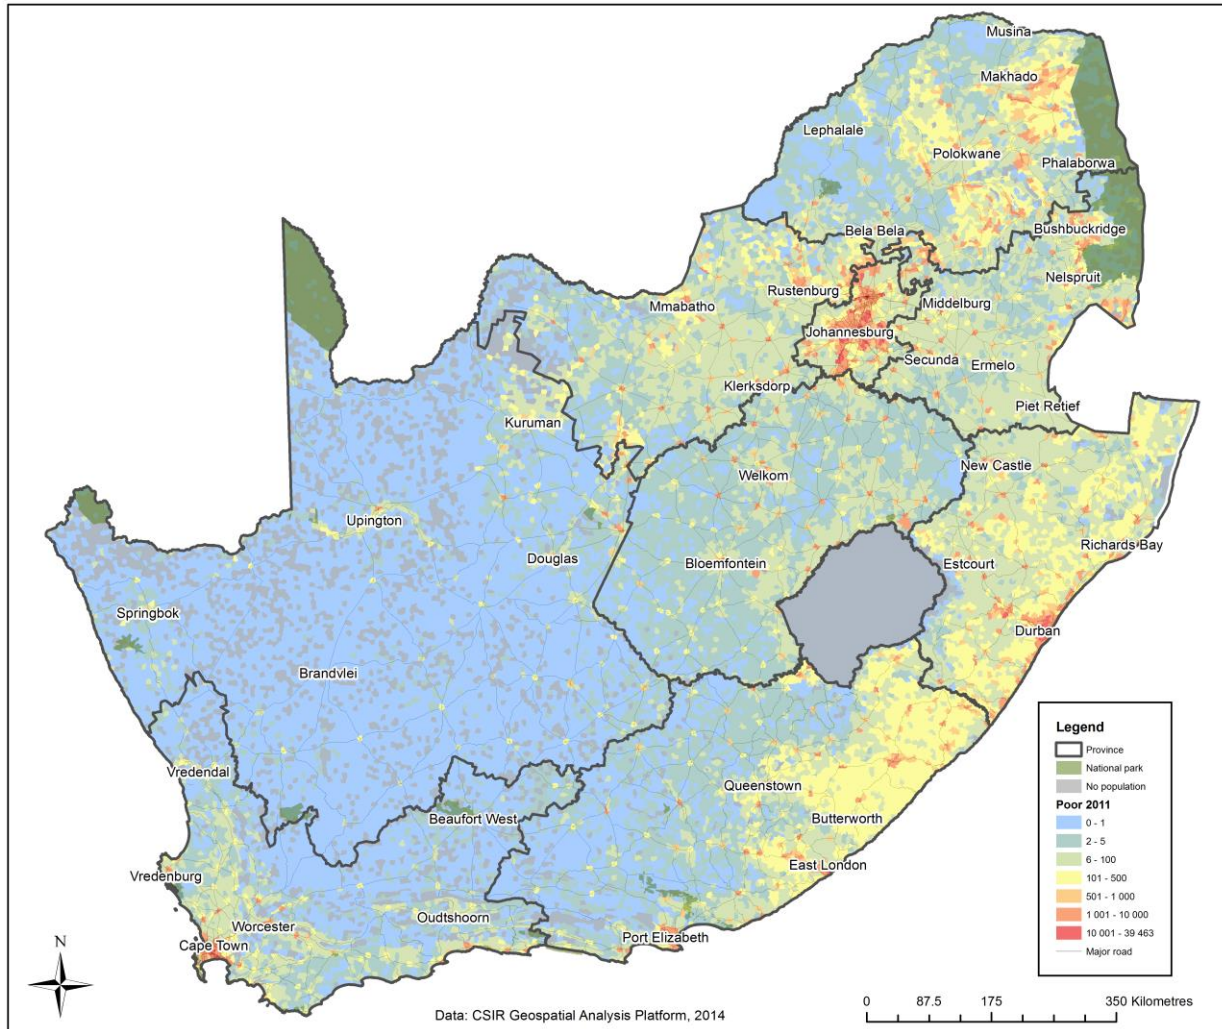 Musina
Makhado
Lephalale
Polokwane
Phalaborwa
Bela Bela
Bushbuckridge
Nelspruit
Rustenburg
Mmabatho
Middelburg
Johannesburg
Secunda
Ermelo
Klerksdorp
Piet Retief
Kuruman
New Castle
Welkom
Upington
Richards Bay
Douglas
Bloemfontein
Estcourt
Springbok
Durban
Brandvlei
Vredendal
Queenstown
Beaufort West
Butterworth
East London
Vredenburg
Oudtshoorn
Worcester
Cape Town
Port Elizabeth
Legend
Province
National park
No population
Poor 2011
0 - 1
2 - 5
6 - 100
101 - 500
501 - 1 000
1 001 - 10 000
10 001 - 39 463
Major road
N
0 87.5 175 350 Kilometres
Data: CSIR Geospatial Analysis Platform, 2014